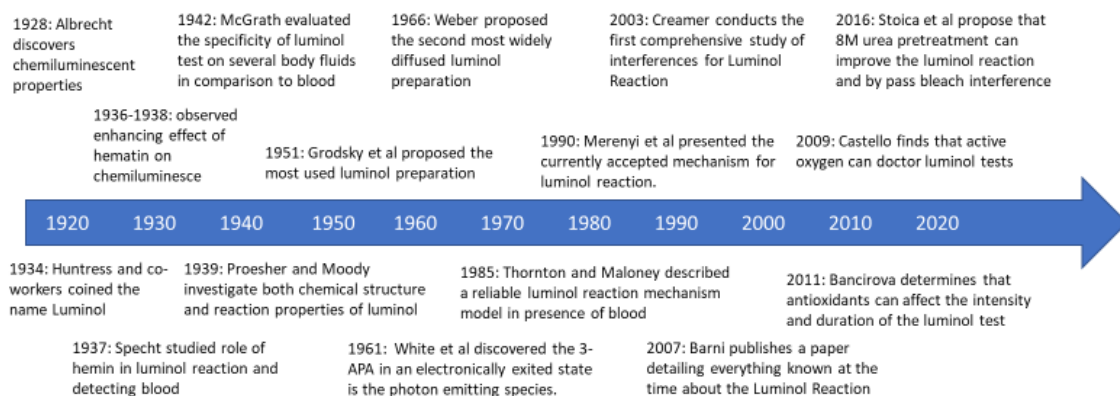 1928: Albrecht
discovers
chemiluminescent
properties
1942: McGrath evaluated
the specificity of luminol
test on several body fluids
in comparison to blood
1966: Weber proposed
the second most widely
diffused luminol
preparation
2003: Creamer conducts the
first comprehensive study of
interferences for Luminol
Reaction
2016: Stoica et al propose that
8M urea pretreatment can
improve the luminol reaction
and by pass bleach interference
1936-1938: observed
enhancing effect of
hematin on
chemiluminesce
1951: Grodsky et al proposed the
most used luminol preparation
1990: Merenyi et al presented the
currently accepted mechanism for
luminol reaction.
2009: Castello finds that active
oxygen can doctor luminol tests
1920 1930 1940 1950 1960 1970 1980 1990 2000 2010 2020
1934: Huntress and co-
workers coined the
name Luminol
1939: Proesher and Moody
investigate both chemical structure
and reaction properties of luminol
1985: Thornton and Maloney described
a reliable luminol reaction mechanism
model in presence of blood
2011: Bancirova determines that
antioxidants can affect the intensity
and duration of the luminol test
1937: Specht studied role of
hemin in luminol reaction and
detecting blood
1961: White et al discovered the 3-
APA in an electronically exited state
is the photon emitting species.
2007: Barni publishes a paper
detailing everything known at the
time about the Luminol Reaction